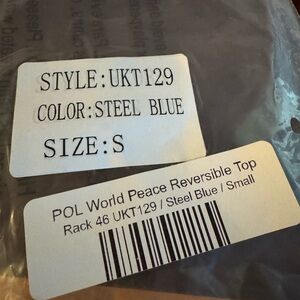 STYLE:UKT129
COLOR:STEEL BLUE
SIZE:S
POL World Peace Reversible Top
Rack 46 UKT129 / Steel Blue / Small